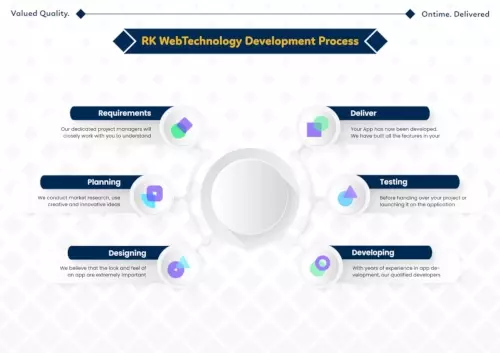 Valued Quality.
Ontime. Delivered
RK WebTechnology Development Process
Requirements
Our dedicated project managers will
closely work with you to understand
Planning
We conduct market research, use
creative and innovative ideas
Designing
We believe that the look and feel of
an app are extremely important
Deliver
Your App has now been developed.
We have built all the features in your
Testing
Before handing over your project or
launching it on the application
Developing
With years of experience in app de-
velopment, our qualified developers